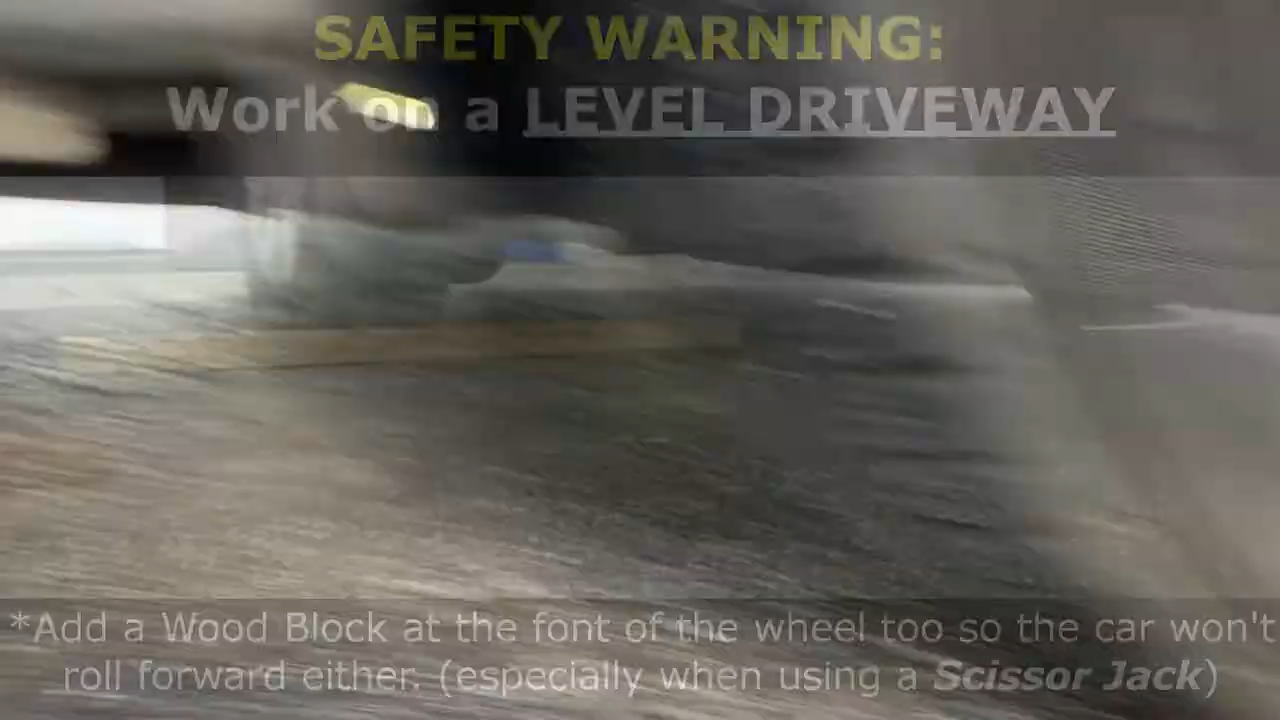 SAFETY WARNING:
Work on a LEVEL DRIVEWAY
*Add a Wood Block at the font of the wheel too so the car won't
roll forward either. (especially when using a Scissor Jack)